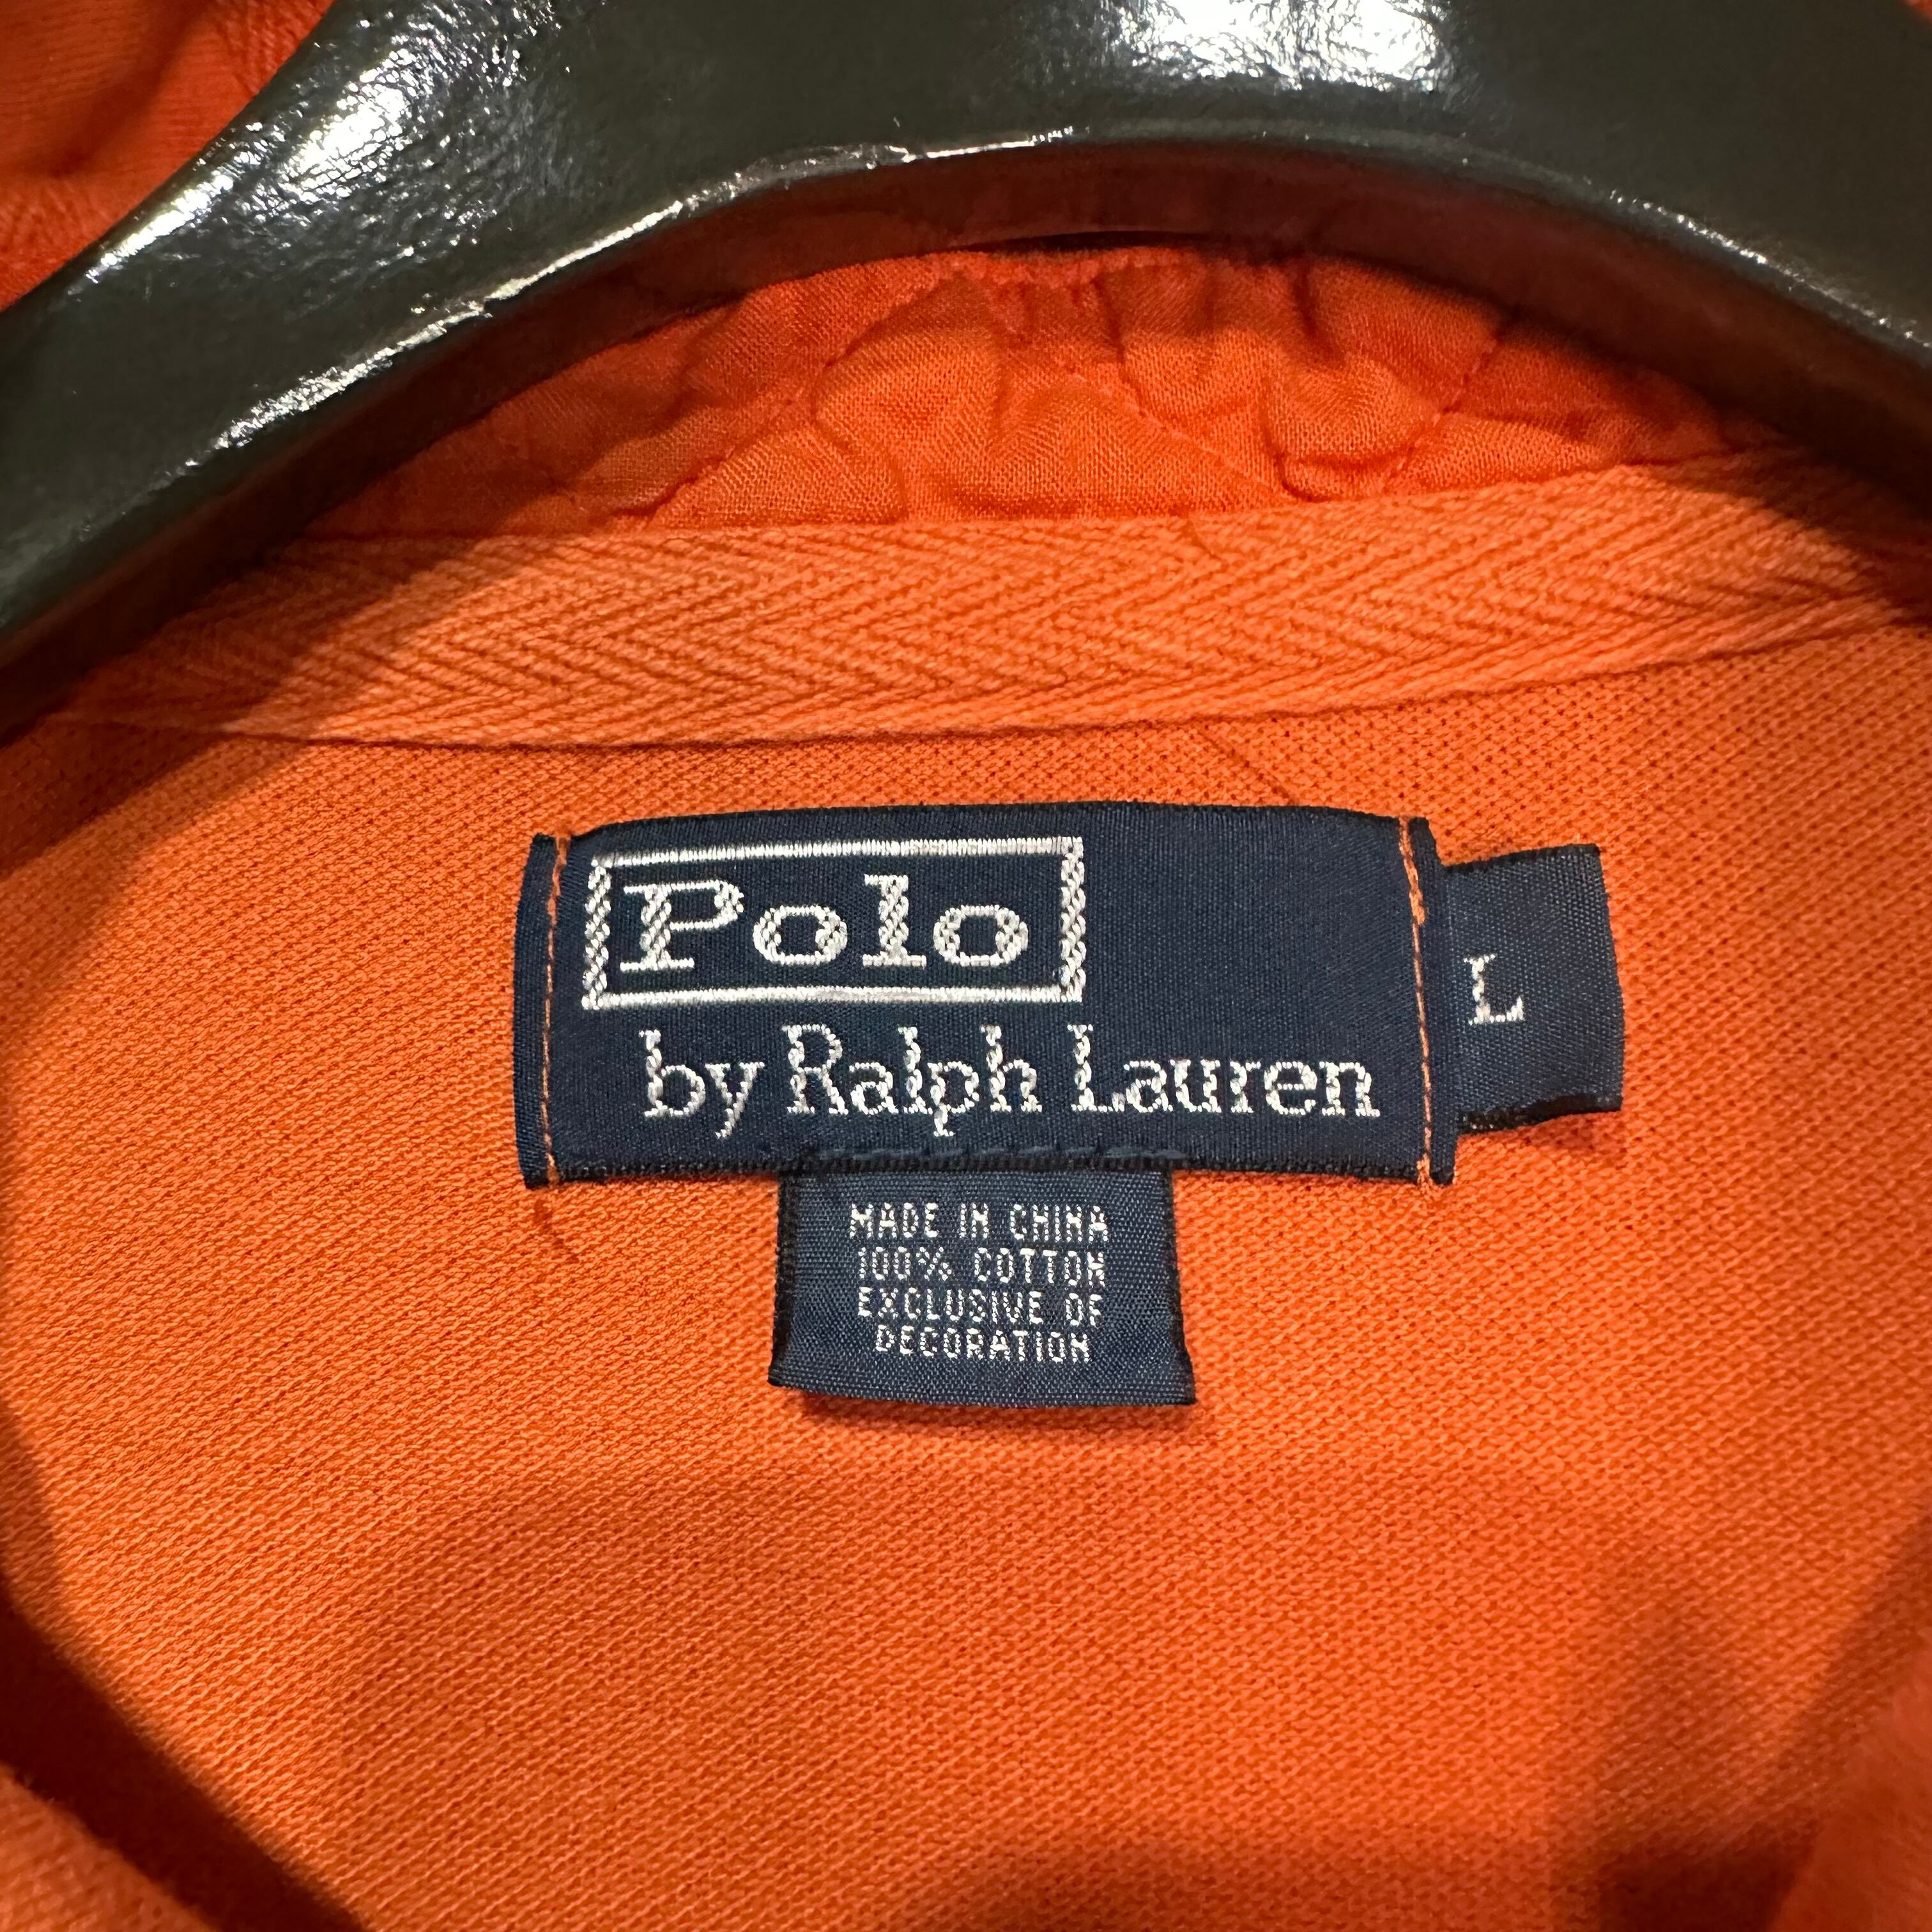 Polo
by Ralph Lauren
L
MADE IN CHINA
100% COTTON
EXCLUSIVE OF
DECORATION